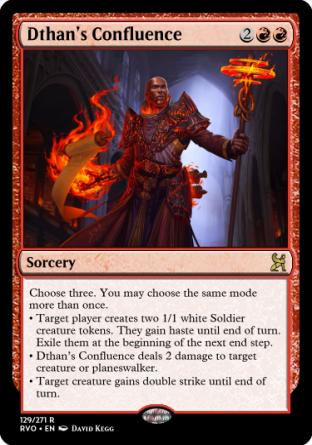 Dthan's Confluence 2
Sorcery
Choose three. You may choose the same mode
more than once.
• Target player creates two 1/1 white Soldier
creature tokens. They gain haste until end of turn.
Exile them at the beginning of the next end step.
• Dthan's Confluence deals 2 damage to target
creature or planeswalker.
• Target creature gains double strike until end of
turn.
129/271 R
RVO • EN David Kegg